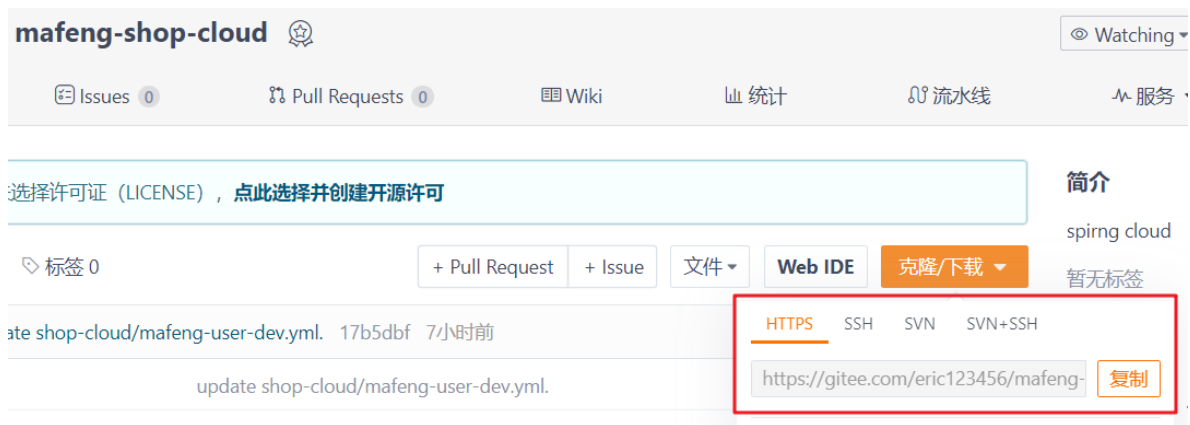 mafeng-shop-cloud
Watching
Issues 0
Pull Requests 0
Wiki
统计
流水线
服务
选择许可证（LICENSE），点此选择并创建开源许可
简介
spirng cloud
暂无标签
标签 0
+ Pull Request
+ Issue
文件
Web IDE
克隆/下载
HTTPS SSH SVN SVN+SSH
https://gitee.com/eric123456/mafeng-
复制
ate shop-cloud/mafeng-user-dev.yml. 17b5dbf 7小时前
update shop-cloud/mafeng-user-dev.yml.